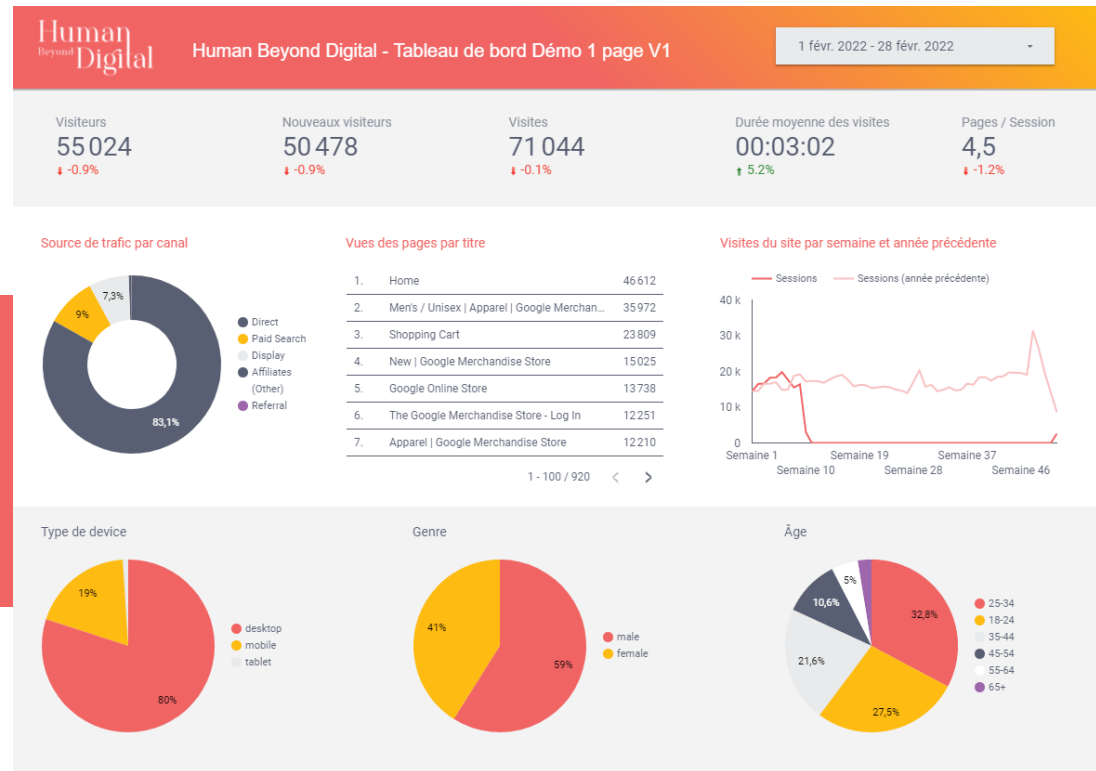 Human
Beyond Digital
Human Beyond Digital - Tableau de bord Démo 1 page V1
1 févr. 2022 - 28 févr. 2022
Visiteurs
55 024
-0.9%
Nouveaux visiteurs
50 478
-0.9%
Visites
71 044
-0.1%
Durée moyenne des visites
00:03:02
5.2%
Pages / Session
4,5
-1.2%
Source de trafic par canal
7,3%
9%
83,1%
Direct
Paid Search
Display
Affiliates
(Other)
Referral
Vues des pages par titre
1. Home 46 612
2. Men's / Unisex | Apparel | Google Merchan... 35 972
3. Shopping Cart 23 809
4. New | Google Merchandise Store 15 025
5. Google Online Store 13 738
6. The Google Merchandise Store - Log In 12 251
7. Apparel | Google Merchandise Store 12 210
1 - 100 / 920 < >
Visites du site par semaine et année précédente
Sessions Sessions (année précédente)
40 k
30 k
20 k
10 k
0
Semaine 1 Semaine 19 Semaine 37
Semaine 10 Semaine 28 Semaine 46
Type de device
19%
80%
desktop
mobile
tablet
Genre
41%
59%
male
female
Âge
5%
10,6%
32,8%
21,6%
27,5%
25-34
18-24
35-44
45-54
55-64
65+